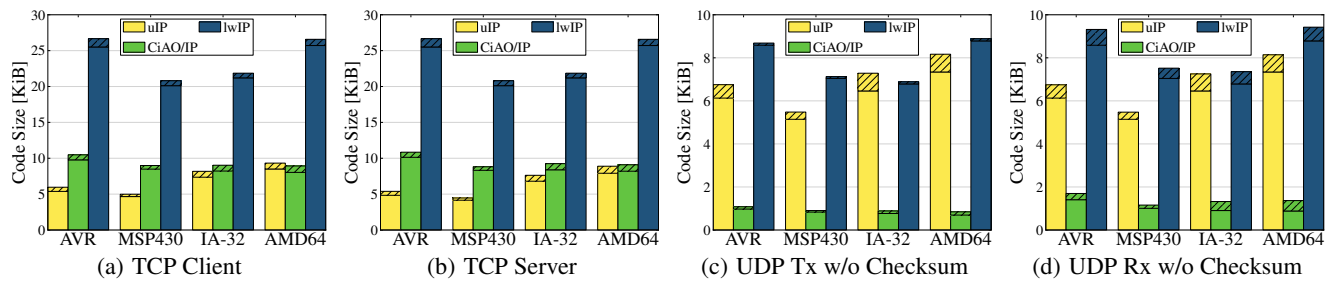 Code Size [KiB]
30
25
20
15
10
5
0
uIP
CiAO/IP
lwIP
AVR MSP430 IA-32 AMD64
(a) TCP Client
Code Size [KiB]
30
25
20
15
10
5
0
uIP
CiAO/IP
lwIP
AVR MSP430 IA-32 AMD64
(b) TCP Server
Code Size [KiB]
10
8
6
4
2
0
uIP
CiAO/IP
lwIP
AVR MSP430 IA-32 AMD64
(c) UDP Tx w/o Checksum
Code Size [KiB]
10
8
6
4
2
0
uIP
CiAO/IP
lwIP
AVR MSP430 IA-32 AMD64
(d) UDP Rx w/o Checksum